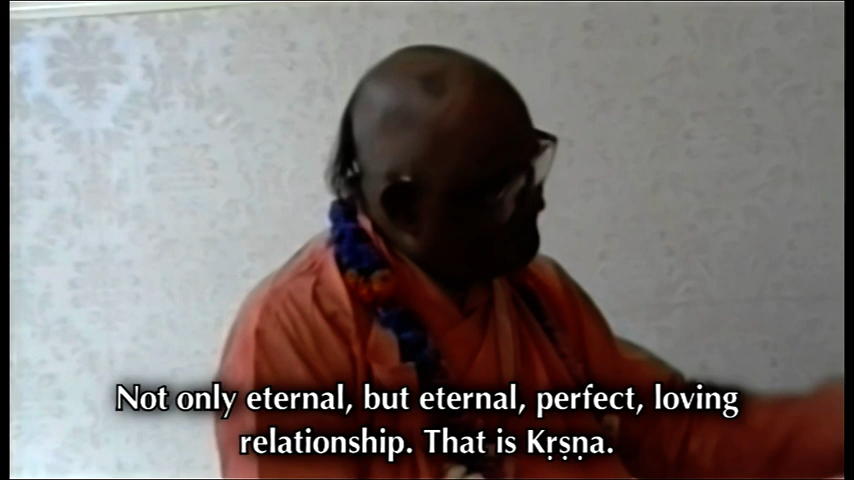 Not only eternal, but eternal, perfect, loving
relationship. That is Kṛṣṇa.